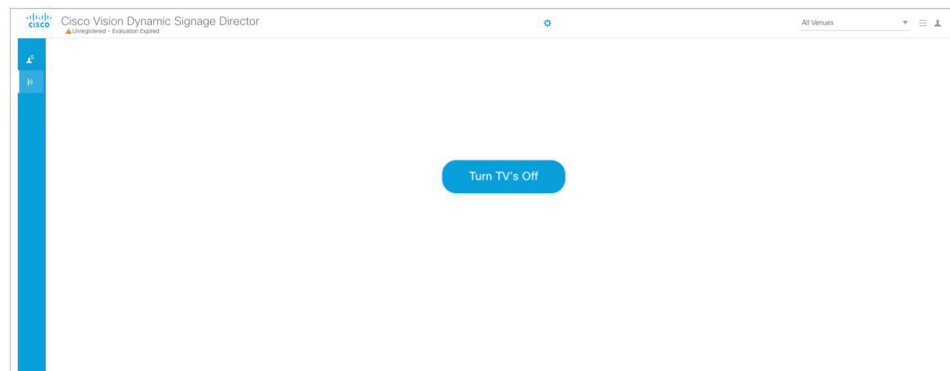 CISCO
Cisco Vision Dynamic Signage Director
Unregistered - Evaluation Expired
All Venues
Turn TV's Off